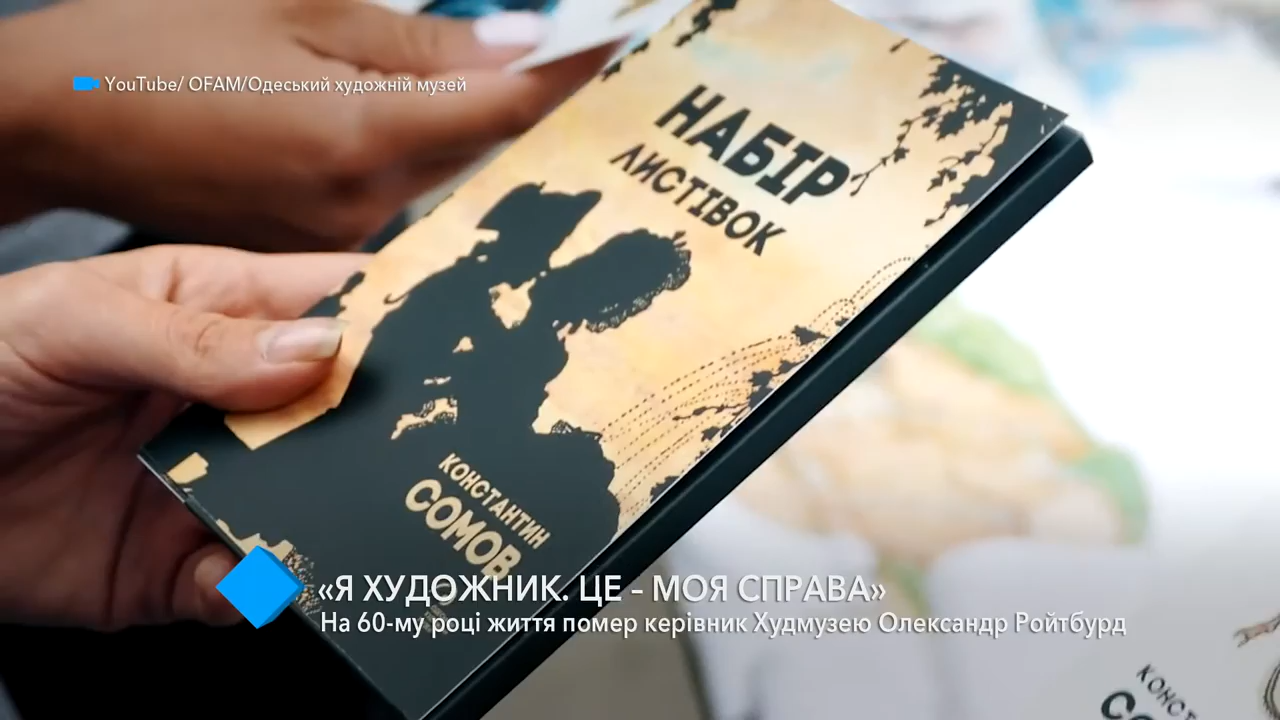 YouTube/ OFAM/Одеський художній музей
НАБІР
ЛИСТІВОК
КОНСТАНТИН
СОМОВ
«Я ХУДОЖНИК. ЦЕ – МОЯ СПРАВА»
На 60-му році життя помер керівник Худмузею Олександр Ройтбурд